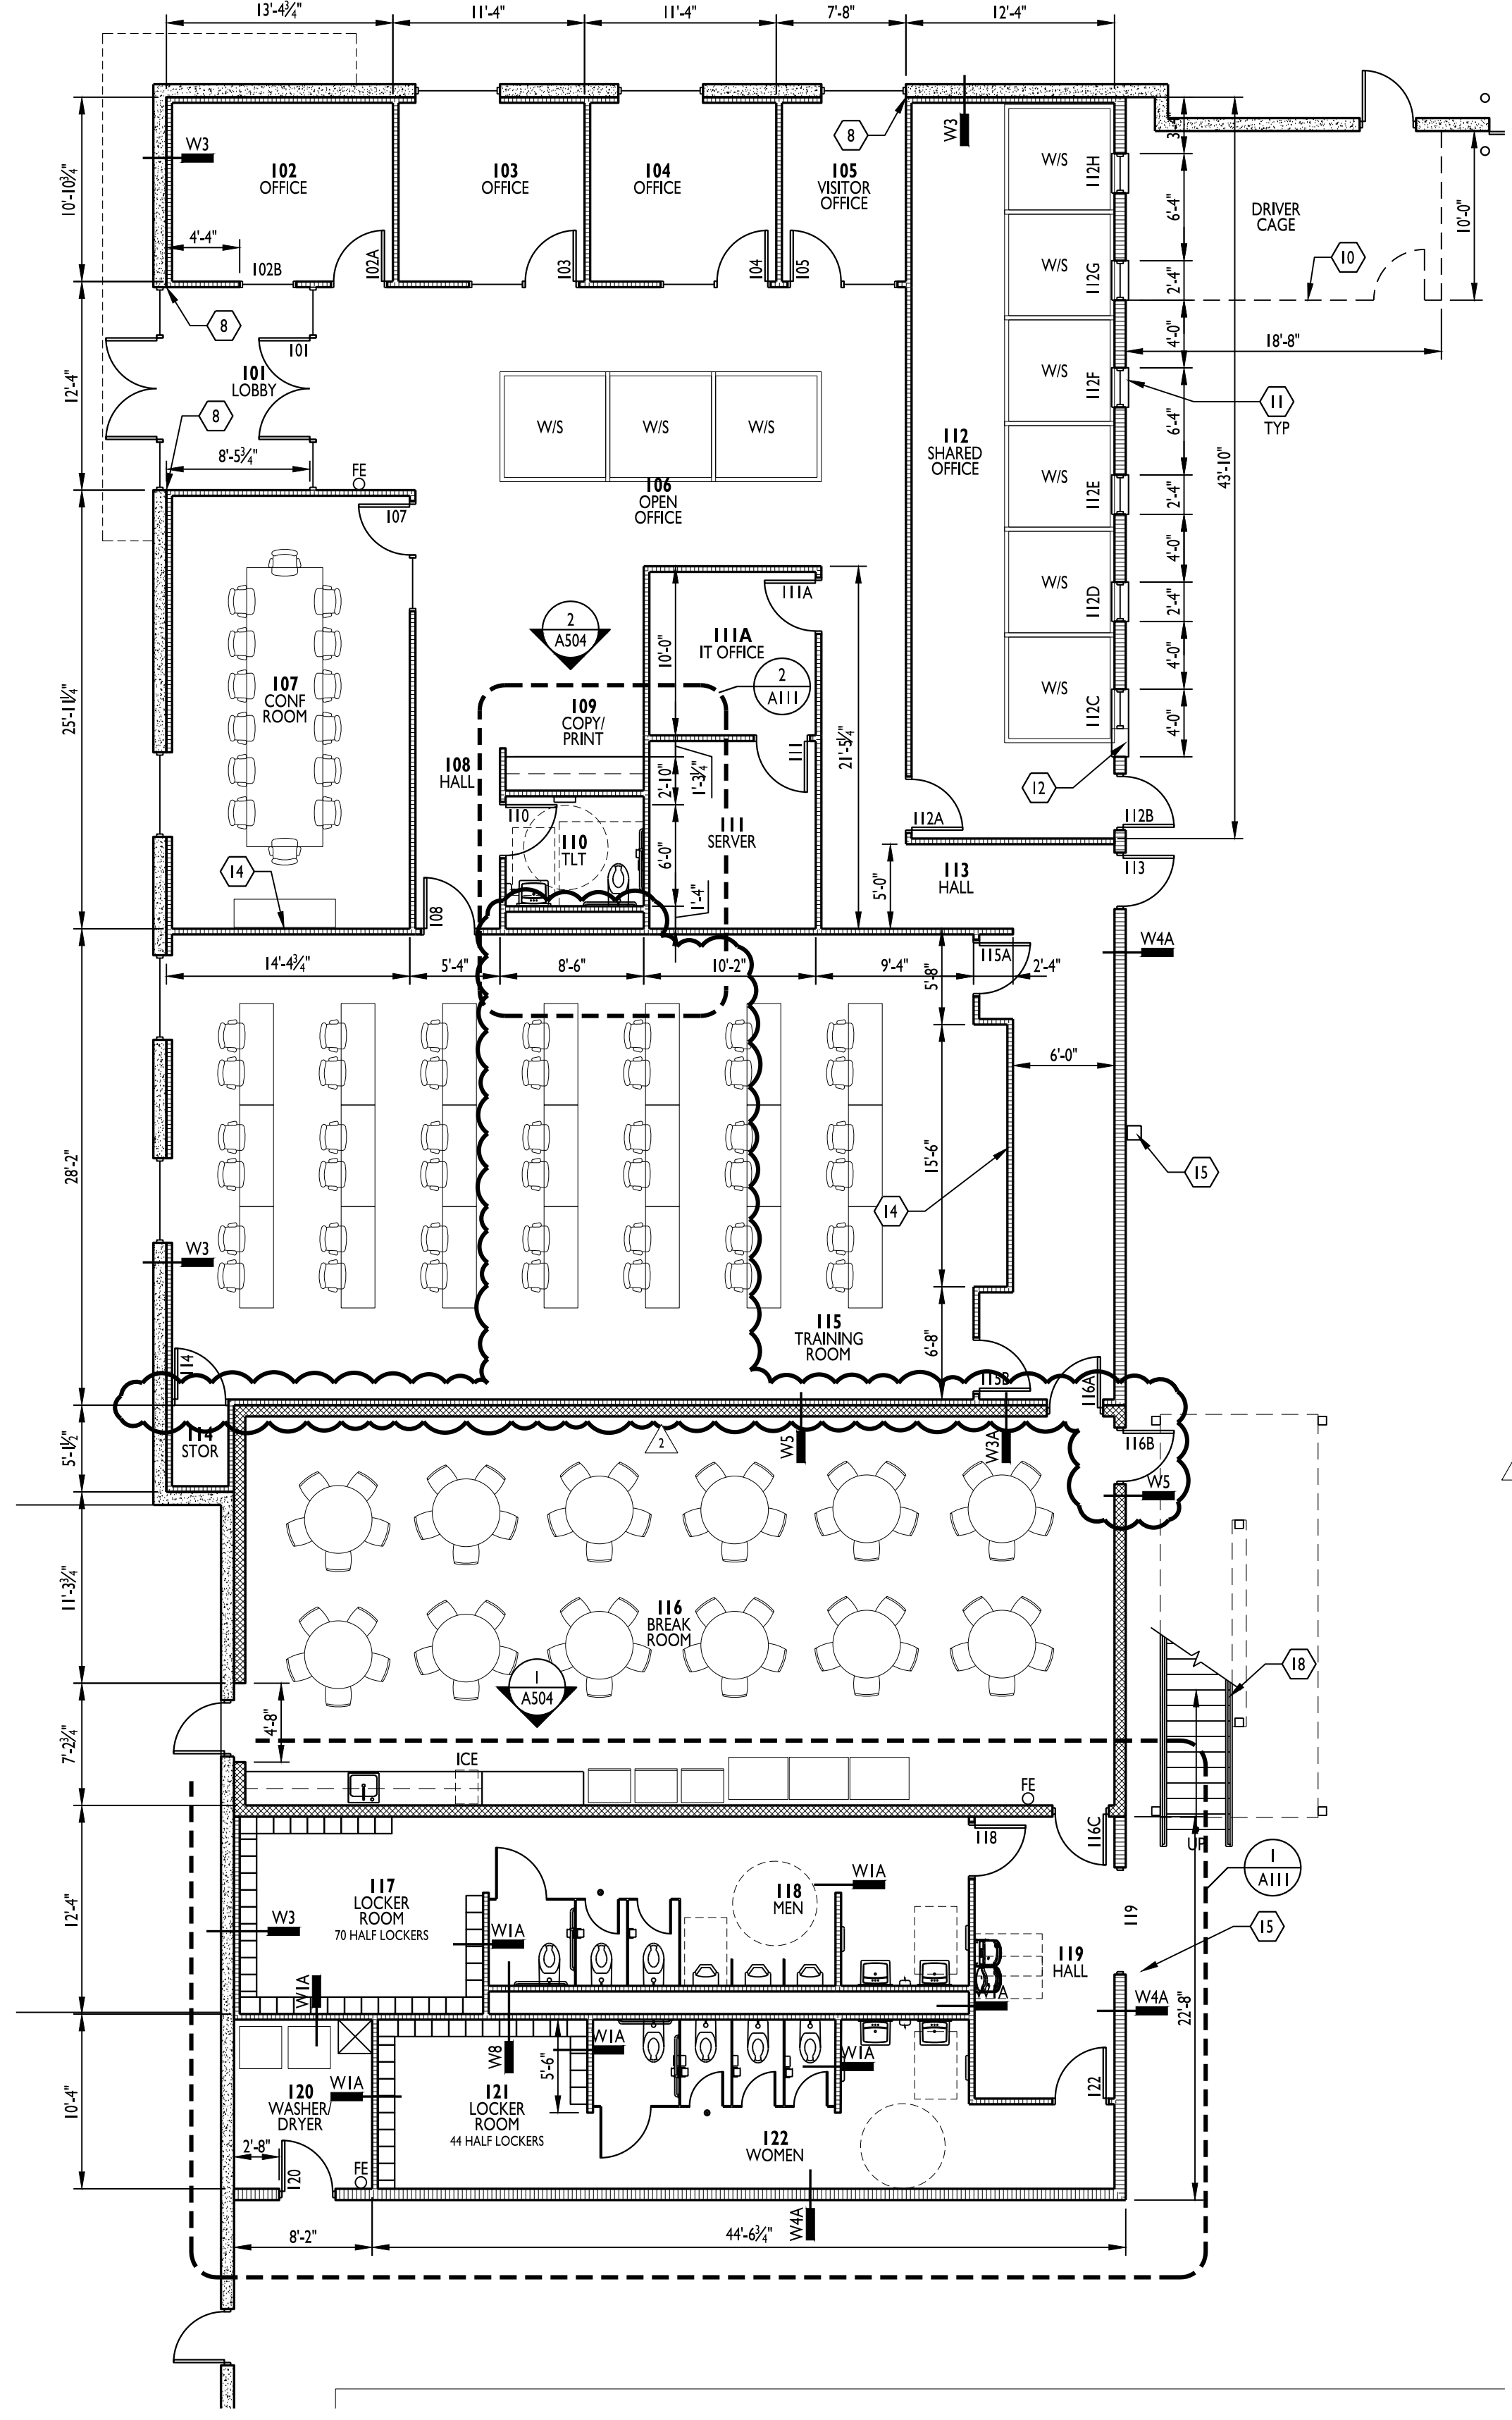 13'-4¾"
11'-4"
11'-4"
7'-8"
12'-4"
10'-10¾"
W3
102
OFFICE
4'-4"
102B
102A
103
OFFICE
103
104
OFFICE
104
105
VISITOR
OFFICE
105
8
W3
W/S
112H
6'-4"
DRIVER
CAGE
10'-0"
10
W/S
112G
2'-4"
8
18'-8"
4'-0"
12'-4"
101
101
LOBBY
8
8'-5¾"
FE
W/S
W/S
W/S
106
OPEN
OFFICE
112
SHARED
OFFICE
W/S
112F
11
TYP
6'-4"
43'-10"
W/S
112E
2'-4"
4'-0"
107
25'-11¼"
107
CONF
ROOM
2
A504
10'-0"
111A
111A
IT OFFICE
2
A111
W/S
112D
2'-4"
4'-0"
W/S
112C
4'-0"
109
COPY/
PRINT
108
HALL
111
21'-5¼"
2'-10"
1'-3¼"
12
110
110
TLT
6'-0"
111
SERVER
1'-4"
112A
112B
14
108
5'-0"
113
HALL
113
14'-4¾"
5'-4"
8'-6"
10'-2"
9'-4"
2'-4"
5'-8"
115A
W4A
6'-0"
28'-2"
15'-6"
15
14
W3
115
TRAINING
ROOM
6'-8"
114
115B
116A
5'-1½"
114
STOR
2
W5
W3A
116B
W5
11'-3¾"
116
BREAK
ROOM
1
A504
18
7'-2¾"
4'-8"
ICE
FE
UP
118
116C
1
A111
12'-4"
117
LOCKER
ROOM
70 HALF LOCKERS
W3
W1A
118
MEN
W1A
119
15
119
HALL
W1A
W1A
W4A
22'-8"
10'-4"
W8
5'-6"
W1A
W1A
120
WASHER/
DRYER
W1A
121
LOCKER
ROOM
44 HALF LOCKERS
122
122
WOMEN
2'-8"
120
FE
W4A
8'-2"
44'-6¾"